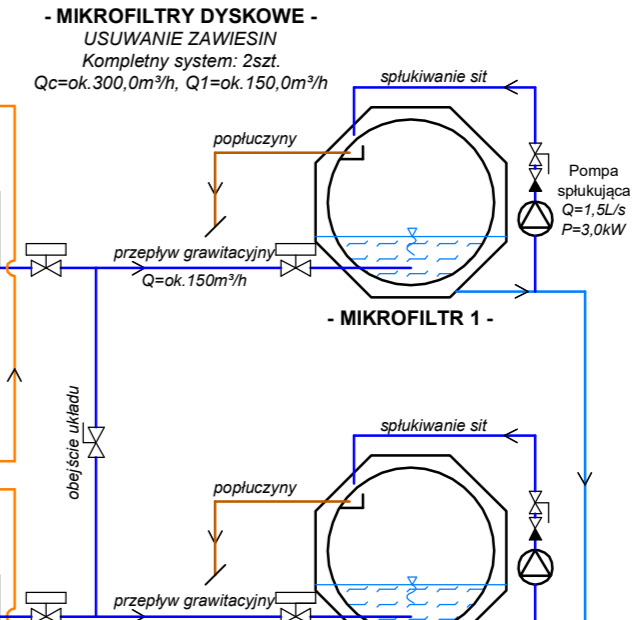 - MIKROFILTRY DYSKOWE -
USUWANIE ZAWIESIN
Kompletny system: 2szt.
Qc=ok.300,0m³/h, Q1=ok.150,0m³/h
spłukiwanie sit
popłuczyny
Pompa
spłukująca
Q=1,5L/s
P=3,0kW
przepływ grawitacyjny
Q=ok.150m³/h
- MIKROFILTR 1 -
obejście układu
spłukiwanie sit
popłuczyny
przepływ grawitacyjny